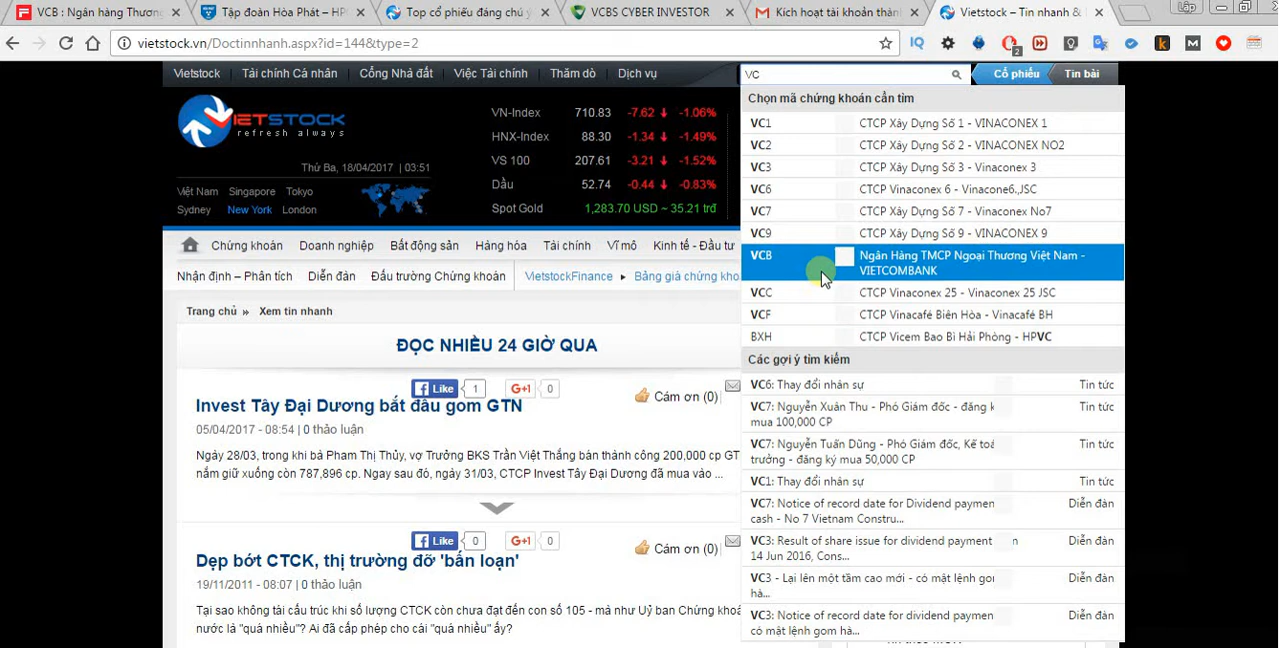 VCB : Ngân hàng Thươn
Tập đoàn Hòa Phát – HP
Top cổ phiếu đáng chú ý
VCBS CYBER INVESTOR
Kích hoạt tài khoản thàn
Vietstock – Tin nhanh &
Lập
vietstock.vn/Doctinnhanh.aspx?id=144&type=2
Vietstock
Tài chính Cá nhân
Cổng Nhà đất
Việc Tài chính
Thăm dò
Dịch vụ
VC
Cổ phiếu
Tin bài
VIETSTOCK
refresh always
Thứ Ba, 18/04/2017 | 03:51
Việt Nam Singapore Tokyo
Sydney New York London
VN-Index 710.83 -7.62 -1.06%
HNX-Index 88.30 -1.34 -1.49%
VS 100 207.61 -3.21 -1.52%
Dầu 52.74 -0.44 -0.83%
Spot Gold 1,283.70 USD ~ 35.21 trđ
Chọn mã chứng khoán cần tìm
VC1 CTCP Xây Dựng Số 1 - VINACONEX 1
VC2 CTCP Xây Dựng Số 2 - VINACONEX NO2
VC3 CTCP Xây Dựng Số 3 - Vinaconex 3
VC6 CTCP Vinaconex 6 - Vinacone6.,JSC
VC7 CTCP Xây Dựng Số 7 - Vinaconex No7
VC9 CTCP Xây Dựng Số 9 - VINACONEX 9
VCB Ngân Hàng TMCP Ngoại Thương Việt Nam -
VIETCOMBANK
VCC CTCP Vinaconex 25 - Vinaconex 25 JSC
VCF CTCP Vinacafé Biên Hòa - Vinacafé BH
BXH CTCP Vicem Bao Bì Hải Phòng - HPVC
Các gợi ý tìm kiếm
VC6: Thay đổi nhân sự Tin tức
VC7: Nguyễn Xuân Thu - Phó Giám đốc - đăng k Tin tức
mua 100,000 CP
VC7: Nguyễn Tuấn Dũng - Phó Giám đốc, Kế toá Tin tức
trưởng - đăng ký mua 50,000 CP
VC1: Thay đổi nhân sự Tin tức
VC7: Notice of record date for Dividend paymen Diễn đàn
cash - No 7 Vietnam Constru...
VC3: Result of share issue for dividend payment n Diễn đàn
14 Jun 2016, Cons...
VC3 - Lại lên một tầm cao mới - có mật lệnh gom Diễn đàn
hà...
VC3: Notice of record date for dividend paymen Diễn đàn
có mật lệnh gom hà...
Chứng khoán Doanh nghiệp Bất động sản Hàng hóa Tài chính Vĩ mô Kinh tế - Đầu tư
Nhận định – Phân tích Diễn đàn Đấu trường Chứng khoán VietstockFinance Bảng giá chứng kho
Trang chủ » Xem tin nhanh
ĐỌC NHIỀU 24 GIỜ QUA
Like 1 G+1 0
Cám ơn (0)
Invest Tây Đại Dương bắt đầu gom GTN
05/04/2017 - 08:54 | 0 thảo luận
Ngày 28/03, trong khi bà Phạm Thị Thủy, vợ Trưởng BKS Trần Việt Thắng bán thành công 200,000 cp GT
nắm giữ xuống còn 787,896 cp. Ngay sau đó, ngày 31/03, CTCP Invest Tây Đại Dương đã mua vào ...
Like 0 G+1 0
Cám ơn (0)
Dẹp bớt CTCK, thị trường đỡ 'bấn loạn'
19/11/2011 - 08:07 | 0 thảo luận
Tại sao không tái cấu trúc khi số lượng CTCK còn chưa đạt đến con số 105 - mà như Uỷ ban Chứng khoá
nước là "quá nhiều"? Ai đã cấp phép cho cái "quá nhiều" ấy?